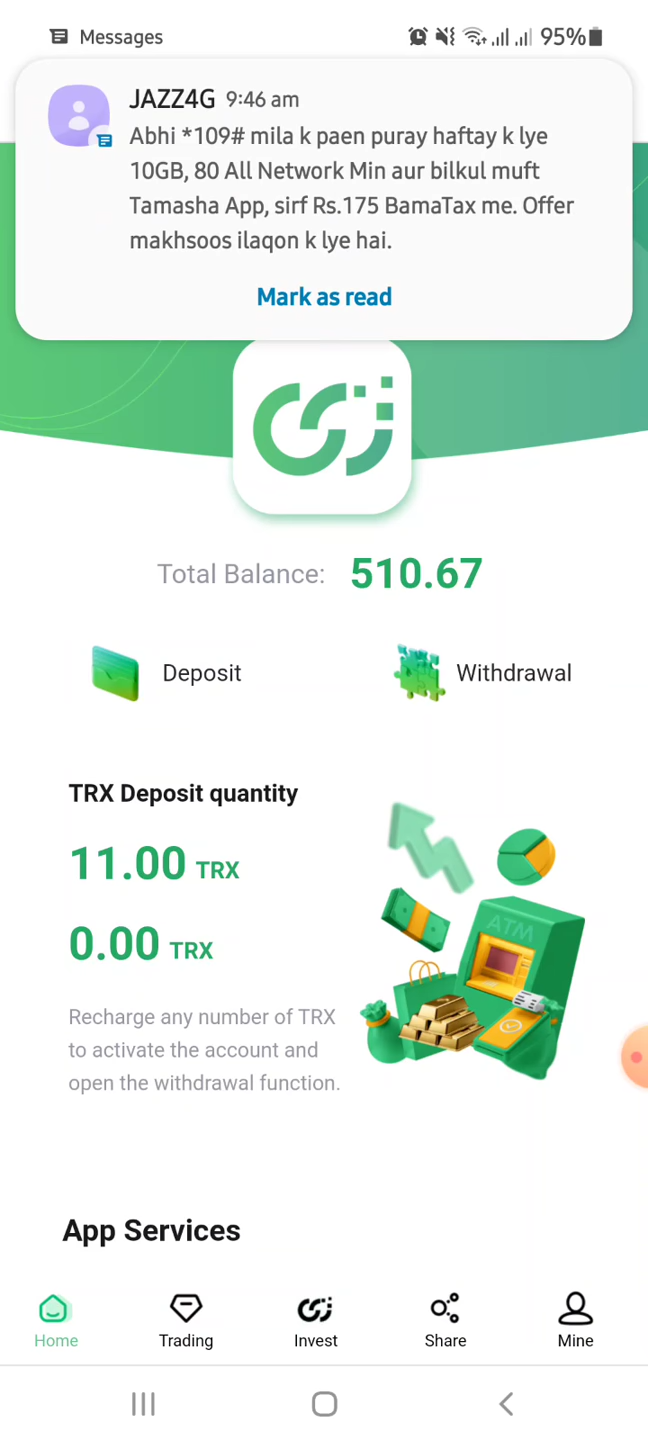 Messages
95%
JAZZ4G 9:46 am
Abhi *109# mila k paen puray haftay k lye
10GB, 80 All Network Min aur bilkul muft
Tamasha App, sirf Rs.175 BamaTax me. Offer
makhsoos ilaqon k lye hai.
Mark as read
Total Balance: 510.67
Deposit
Withdrawal
TRX Deposit quantity
11.00 TRX
0.00 TRX
ATM
Recharge any number of TRX
to activate the account and
open the withdrawal function.
App Services
Home
Trading
Invest
Share
Mine